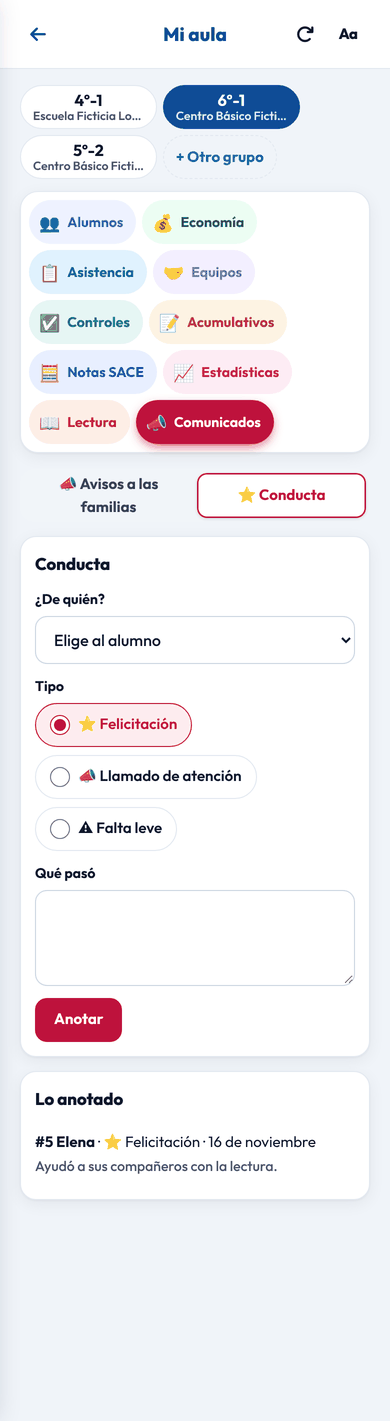 Mi aula
Aa
4°-1
Escuela Ficticia Lo...
6°-1
Centro Básico Ficti...
5°-2
Centro Básico Ficti...
+ Otro grupo
Alumnos
Economía
Asistencia
Equipos
Controles
Acumulativos
Notas SACE
Estadísticas
Lectura
Comunicados
Avisos a las
familias
Conducta
Conducta
¿De quién?
Elige al alumno
Tipo
Felicitación
Llamado de atención
Falta leve
Qué pasó
Anotar
Lo anotado
#5 Elena · ⭐ Felicitación · 16 de noviembre
Ayudó a sus compañeros con la lectura.